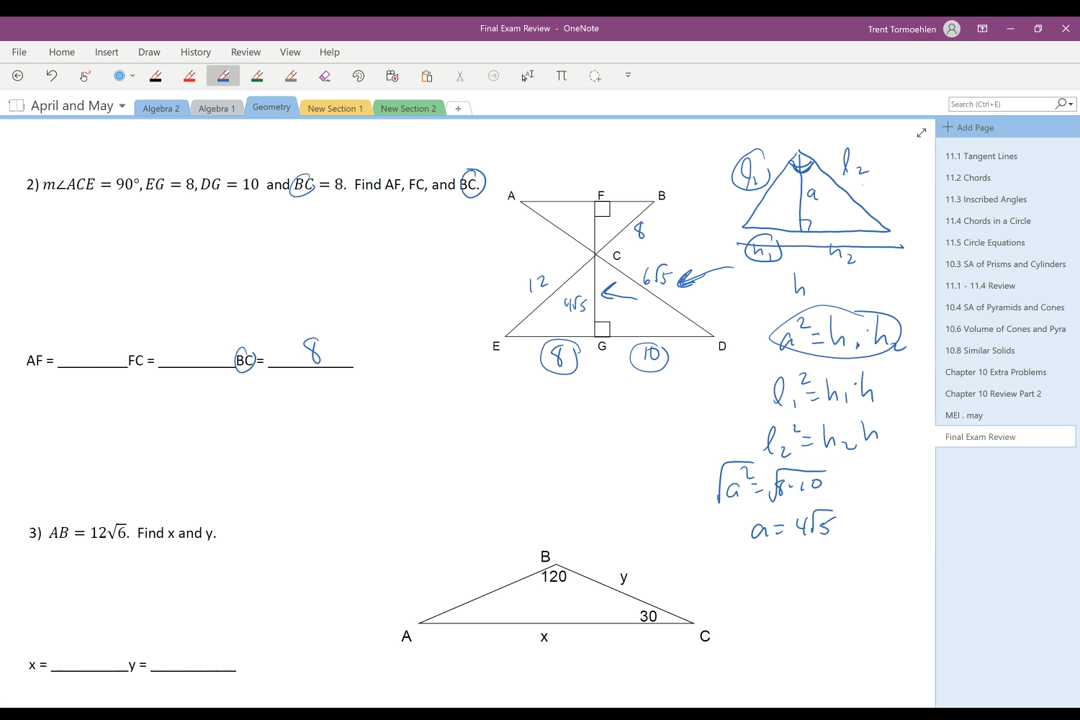 Final Exam Review - OneNote
Trent Tormoehlen
File Home Insert Draw History Review View Help
April and May
Algebra 2 Algebra 1 Geometry New Section 1 New Section 2 +
Search (Ctrl+E)
Add Page
11.1 Tangent Lines
11.2 Chords
11.3 Inscribed Angles
11.4 Chords in a Circle
11.5 Circle Equations
10.3 SA of Prisms and Cylinders
11.1 - 11.4 Review
10.4 SA of Pyramids and Cones
10.6 Volume of Cones and Pyra
10.8 Similar Solids
Chapter 10 Extra Problems
Chapter 10 Review Part 2
MEI . may
Final Exam Review
2) m∠ACE = 90°, EG = 8, DG = 10 and BC = 8. Find AF, FC, and BC.
A F B
8
C
12 4√5 6√5
E G D
8 10
l₁ l₂
a
h₁ h₂
h
a² = h₁ · h₂
l₁² = h₁ · h
l₂² = h₂ h
√a² = √8·10
a = 4√5
AF = ________ FC = _________ BC = 8
3) AB = 12√6. Find x and y.
B
120 y
30
A x C
x = _________ y = __________